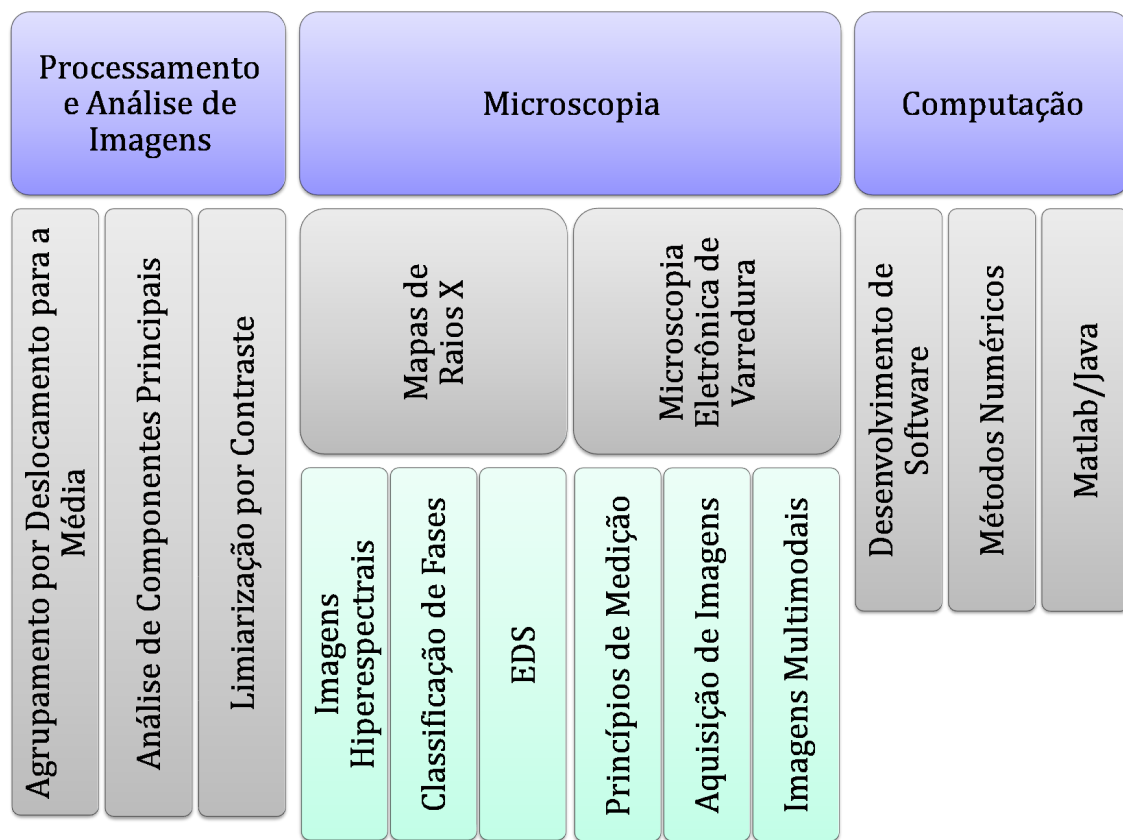 Processamento
e Análise de
Imagens
Microscopia
Computação
Agrupamento por Deslocamento para a
Média
Análise de Componentes Principais
Limiarização por Contraste
Mapas de
Raios X
Microscopia
Eletrônica de
Varredura
Desenvolvimento de
Software
Métodos Numéricos
Matlab/Java
Imagens
Hiperespectrais
Classificação de Fases
EDS
Princípios de Medição
Aquisição de Imagens
Imagens Multimodais